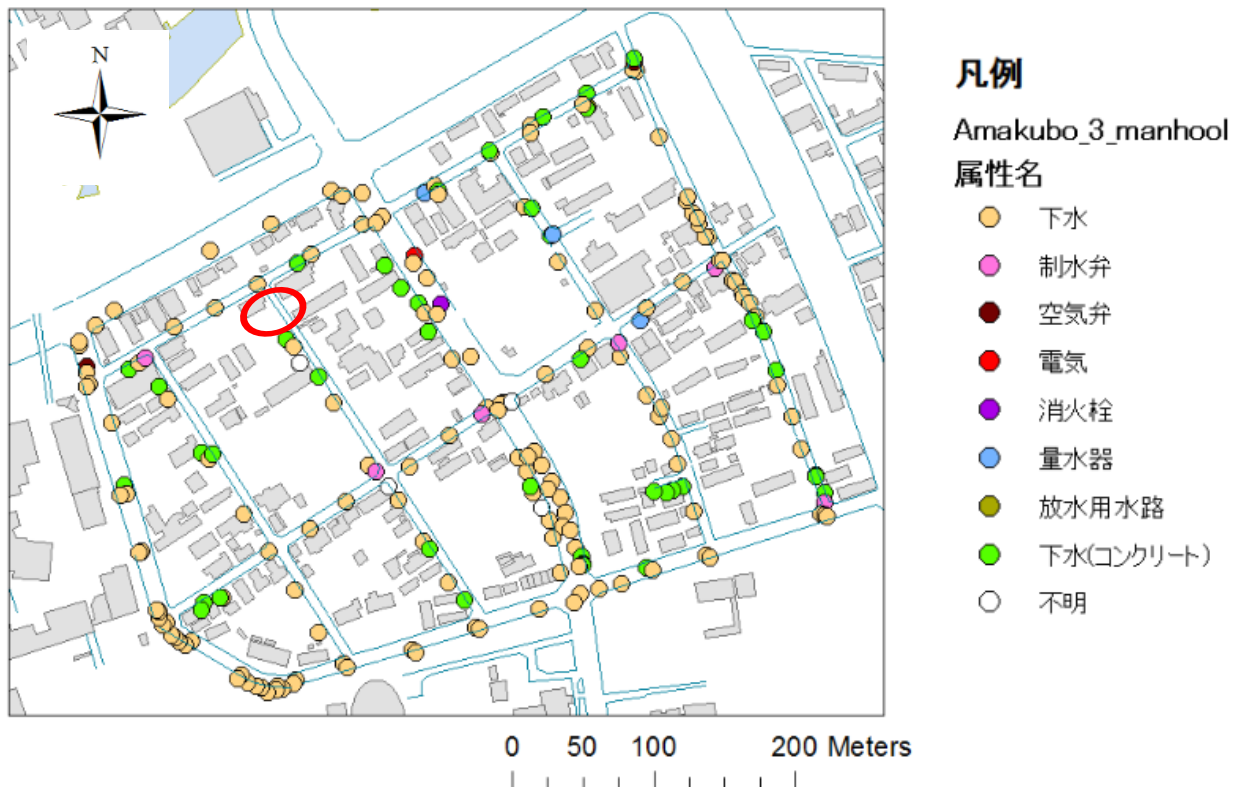 N
凡例
Amakubo_3_manhool
属性名
下水
制水弁
空気弁
電気
消火栓
量水器
放水用水路
下水(コンクリート)
不明
0 50 100 200 Meters